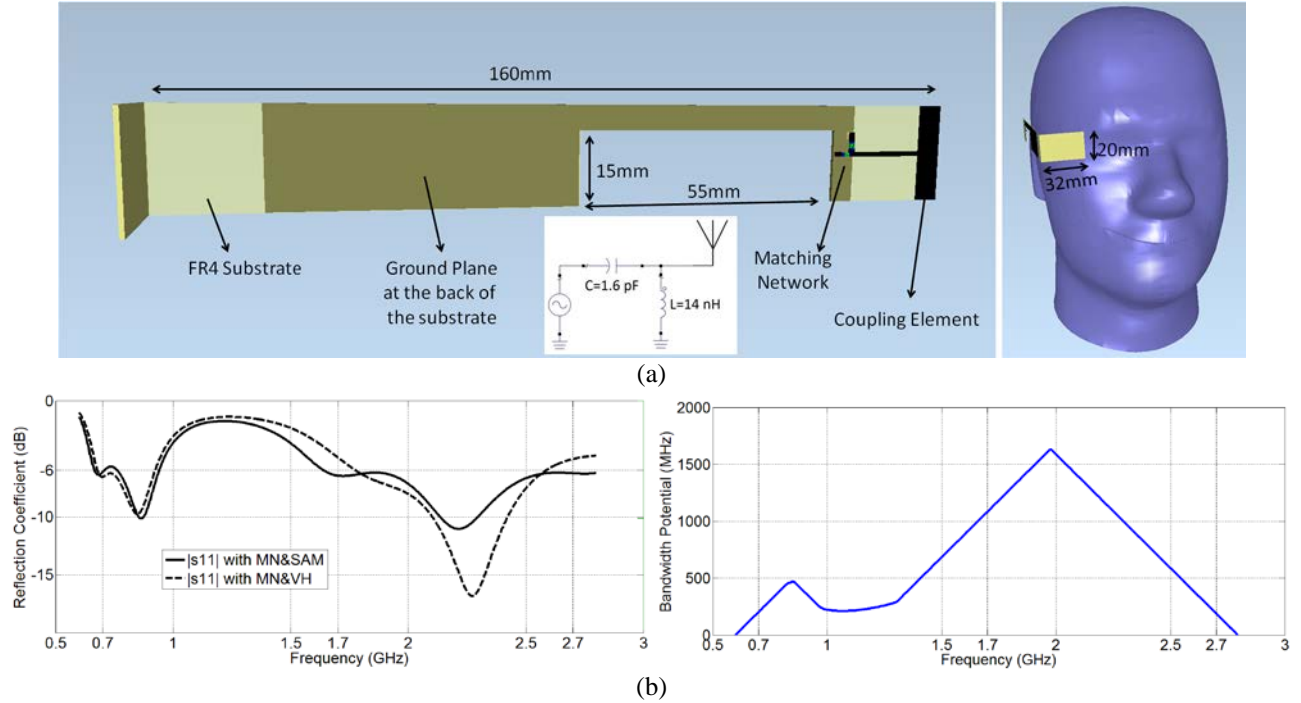 160mm
15mm
55mm
FR4 Substrate
Ground Plane
at the back of
the substrate
C=1.6 pF
L=14 nH
Matching
Network
Coupling Element
20mm
32mm
(a)
Reflection Coefficient (dB)
0
-6
-10
-15
|s11| with MN&SAM
|s11| with MN&VH
0.5 0.7 1 1.5 1.7 2 2.2 2.7 3
Frequency (GHz)
Bandwidth Potential (MHz)
2000
1500
1000
500
0
0.5 0.7 1 1.5 1.7 2 2.2 2.7 3
Frequency (GHz)
(b)